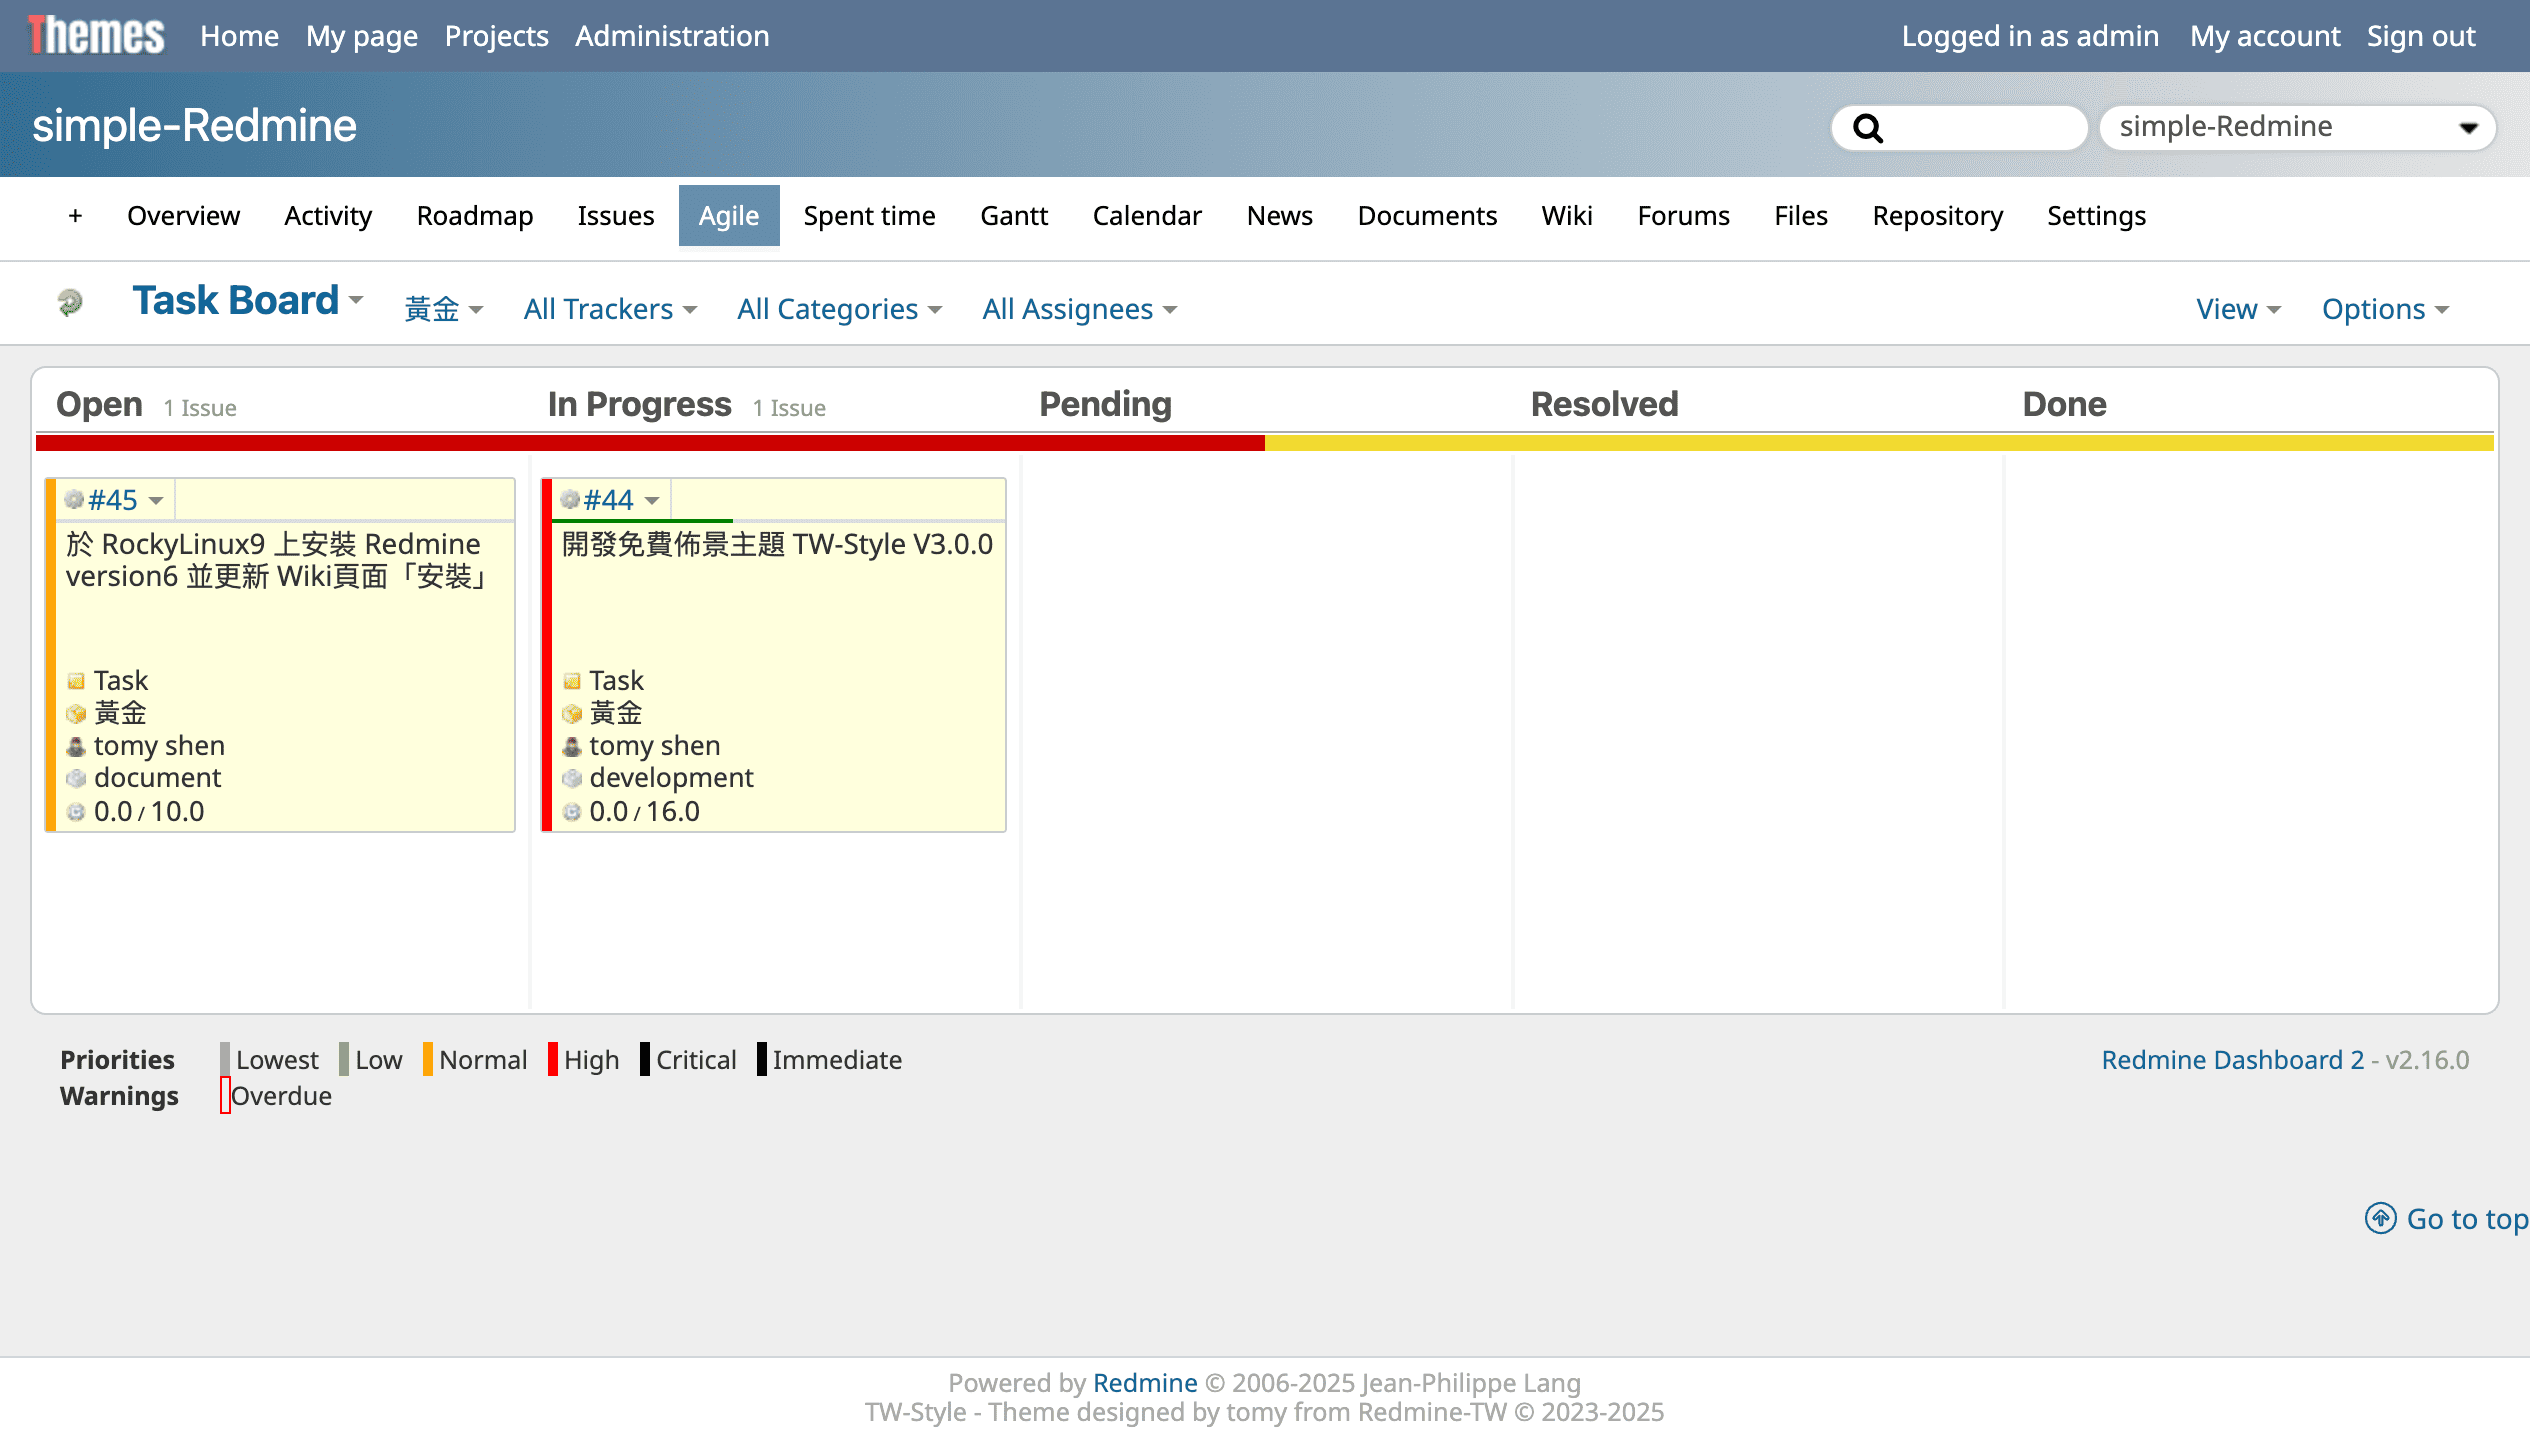 Themes Home My page Projects Administration Logged in as admin My account Sign out
simple-Redmine simple-Redmine
+ Overview Activity Roadmap Issues Agile Spent time Gantt Calendar News Documents Wiki Forums Files Repository Settings
Task Board 黃金 All Trackers All Categories All Assignees View Options
Open 1 Issue In Progress 1 Issue Pending Resolved Done
#45
於 RockyLinux9 上安裝 Redmine
version6 並更新 Wiki頁面「安裝」
Task
黃金
tomy shen
document
0.0 / 10.0
#44
開發免費佈景主題 TW-Style V3.0.0
Task
黃金
tomy shen
development
0.0 / 16.0
Priorities Lowest Low Normal High Critical Immediate
Warnings Overdue
Redmine Dashboard 2 - v2.16.0
Go to top
Powered by Redmine © 2006-2025 Jean-Philippe Lang
TW-Style - Theme designed by tomy from Redmine-TW © 2023-2025